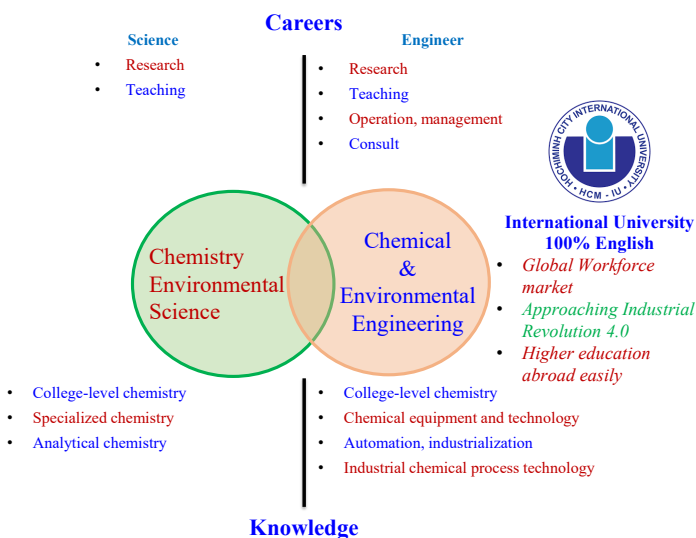 Careers
Science
• Research
• Teaching
Engineer
• Research
• Teaching
• Operation, management
• Consult
HOCHIMINH CITY INTERNATIONAL UNIVERSITY
• HCM - IU •
International University
100% English
• Global Workforce
market
• Approaching Industrial
Revolution 4.0
• Higher education
abroad easily
Chemistry
Environmental
Science
Chemical
&
Environmental
Engineering
• College-level chemistry
• Specialized chemistry
• Analytical chemistry
• College-level chemistry
• Chemical equipment and technology
• Automation, industrialization
• Industrial chemical process technology
Knowledge